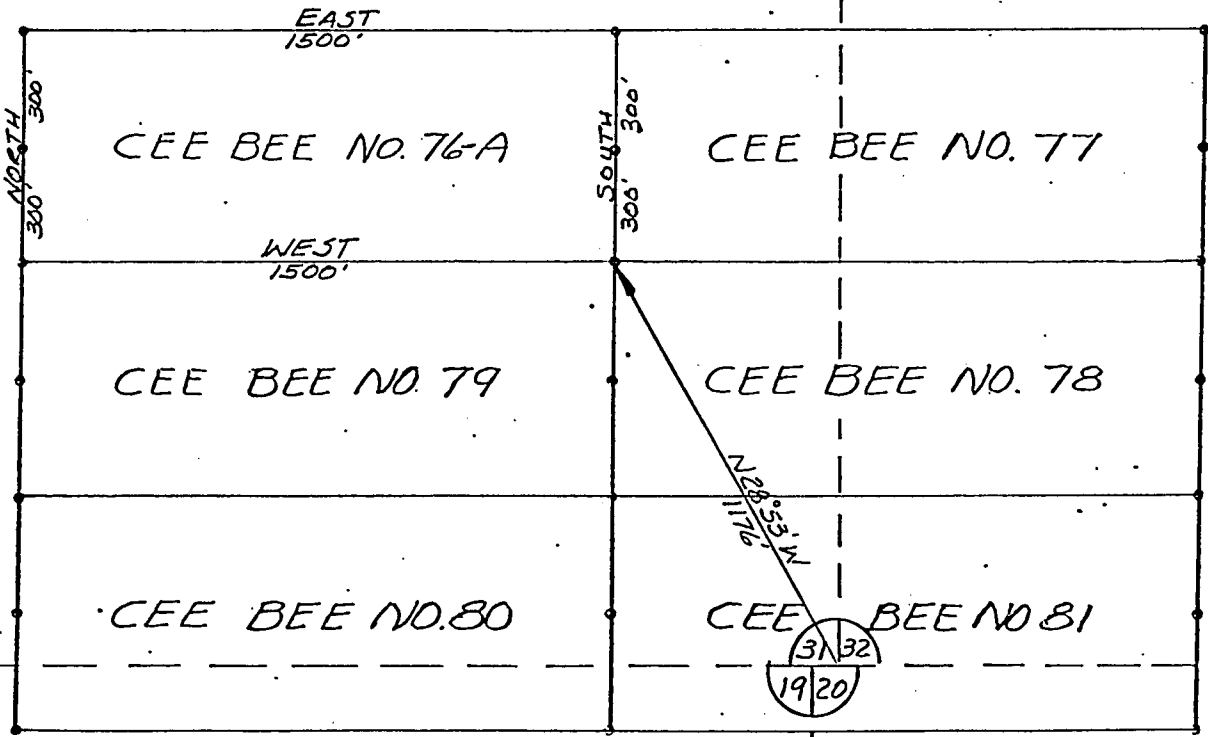 EAST
1500'
NORTH
300'
300'
CEE BEE NO. 76-A
SOUTH
300'
300'
CEE BEE NO. 77
WEST
1500'
CEE BEE NO. 79
CEE BEE NO. 78
N28°53'W
1176'
CEE BEE NO.80
CEE BEE NO 81
31 32
19 20